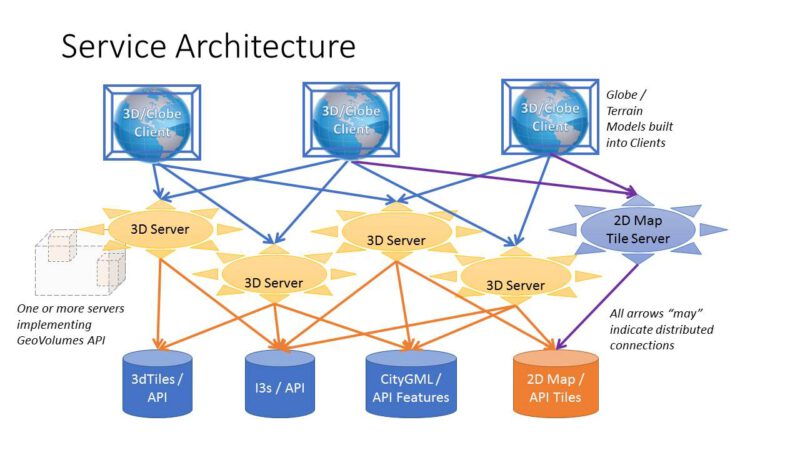 Service Architecture
3D/Globe
Client
3D/Globe
Client
3D/Globe
Client
Globe /
Terrain
Models built
into Clients
3D Server
3D Server
3D Server
3D Server
2D Map
Tile Server
One or more servers
implementing
GeoVolumes API
All arrows “may”
indicate distributed
connections
3dTiles /
API
I3s / API
CityGML /
API Features
2D Map /
API Tiles